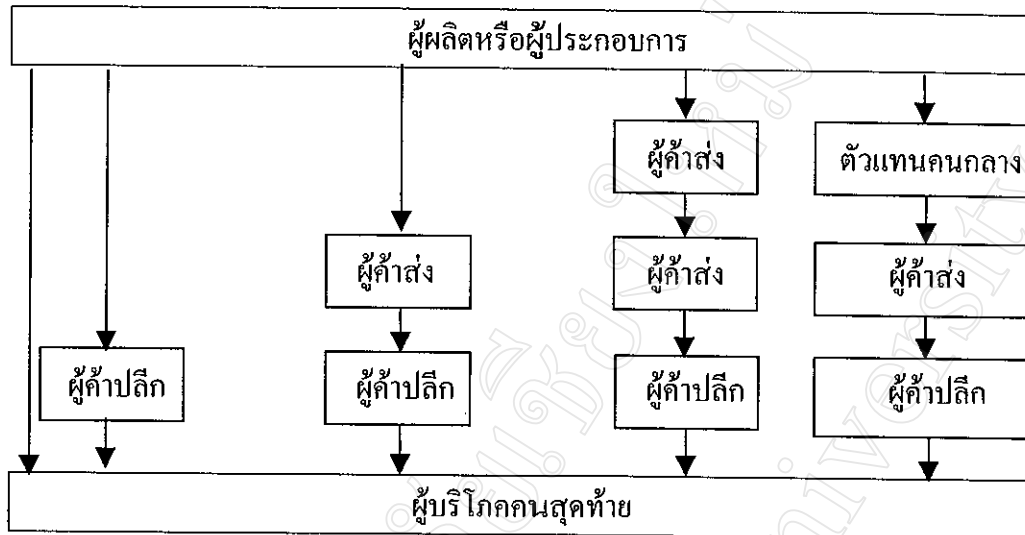 ผู้ผลิตหรือผู้ประกอบการ
ผู้ค้าส่ง
ตัวแทนคนกลาง
ผู้ค้าส่ง
ผู้ค้าส่ง
ผู้ค้าส่ง
ผู้ค้าปลีก
ผู้ค้าปลีก
ผู้ค้าปลีก
ผู้ค้าปลีก
ผู้บริโภคคนสุดท้าย